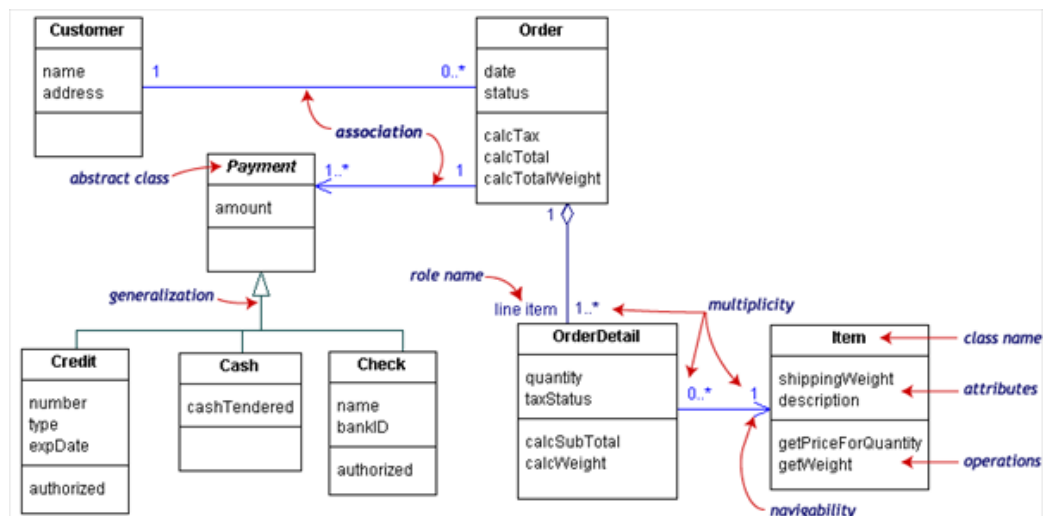 Customer
name
address
1
0..*
association
Order
date
status
calcTax
calcTotal
calcTotalWeight
abstract class
Payment
amount
1..*
1
generalization
1
role name
line item
1..*
multiplicity
Credit
number
type
expDate
authorized
Cash
cashTendered
Check
name
bankID
authorized
OrderDetail
quantity
taxStatus
calcSubTotal
calcWeight
0..*
1
Item
shippingWeight
description
getPriceForQuantity
getWeight
class name
attributes
operations
navigability